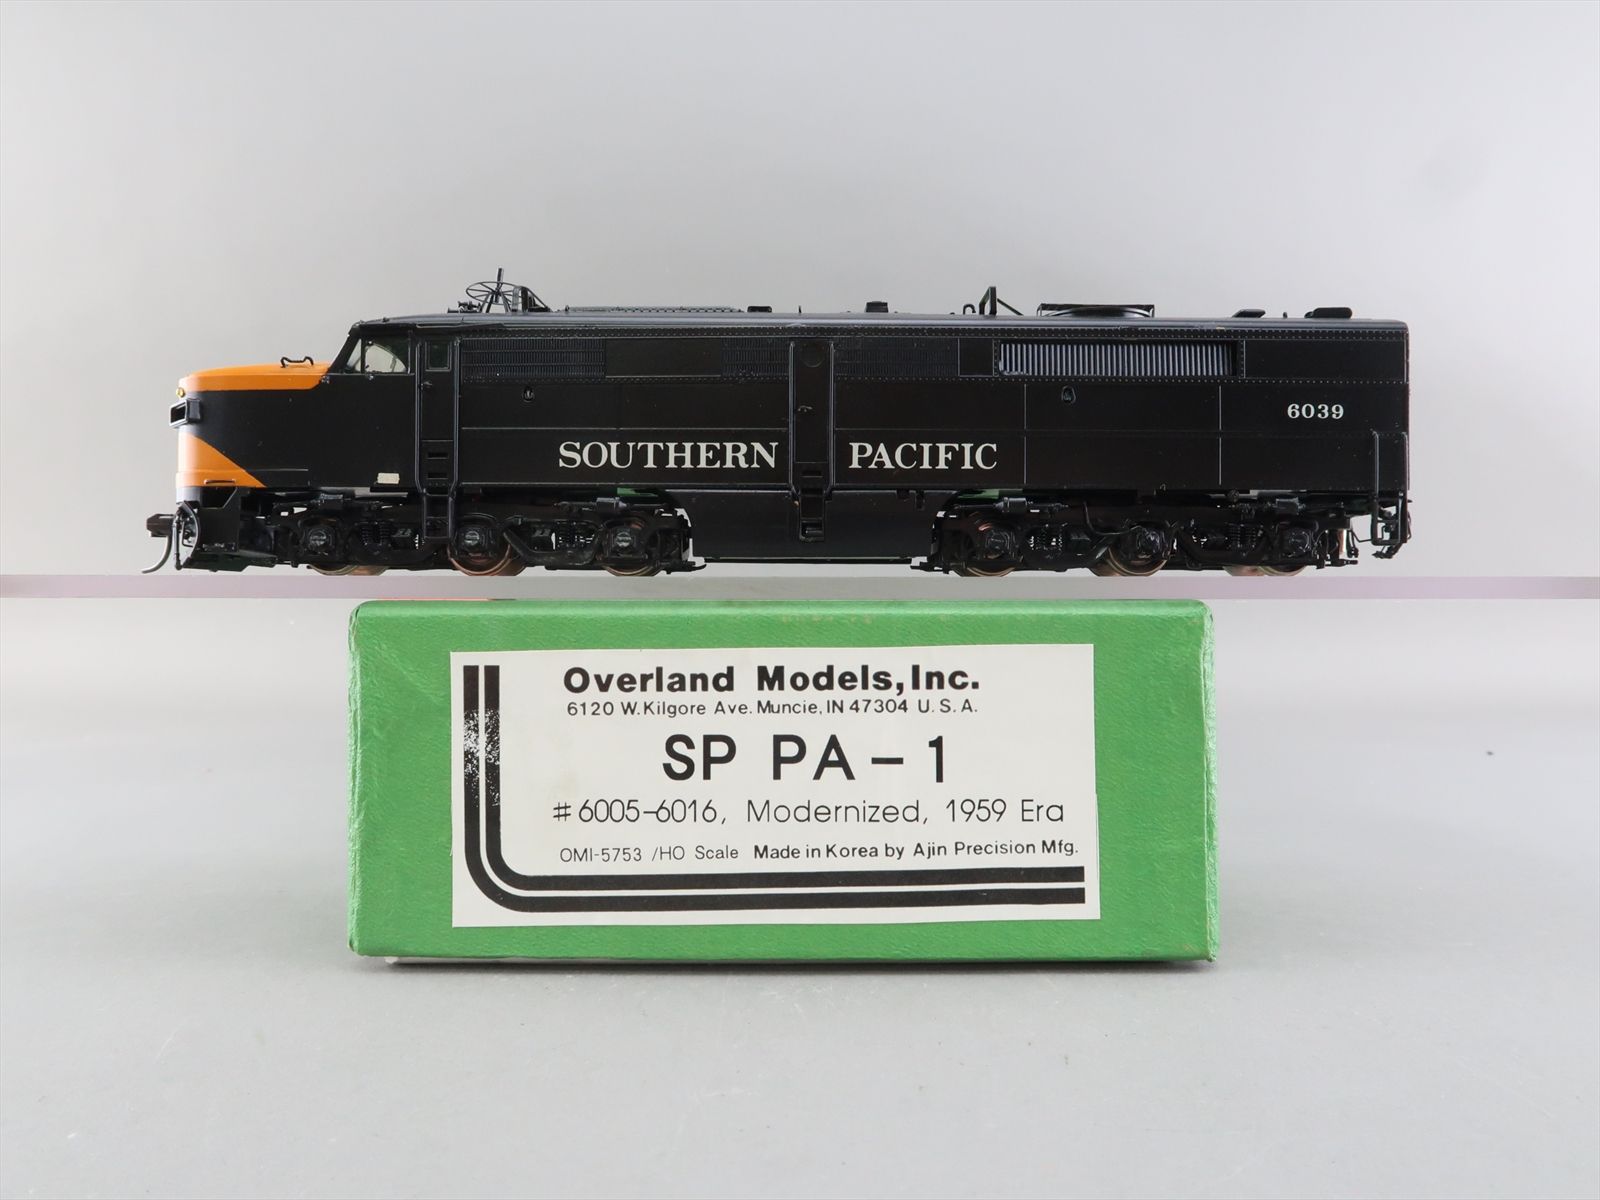 6039
SOUTHERN PACIFIC
Overland Models,Inc.
6120 W.Kilgore Ave. Muncie, IN 47304 U.S.A.
SP PA-1
#6005-6016, Modernized, 1959 Era
OMI-5753 /HO Scale Made in Korea by Ajin Precision Mfg.